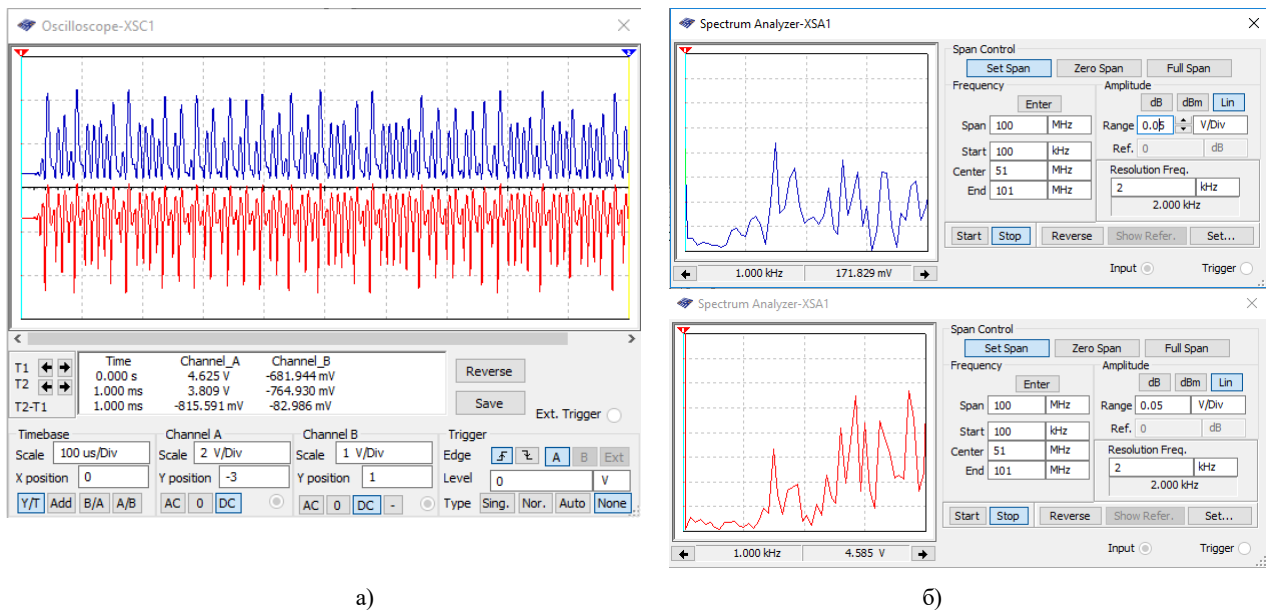 Oscilloscope-XSC1
Time Channel_A Channel_B
T1 0.000 s 4.625 V -681.944 mV
T2 1.000 ms 3.809 V -764.930 mV
T2-T1 1.000 ms -815.591 mV -82.986 mV
Reverse
Save
Ext. Trigger
Timebase
Scale 100 us/Div
X position 0
Y/T Add B/A A/B
Channel A
Scale 2 V/Div
Y position -3
AC 0 DC
Channel B
Scale 1 V/Div
Y position 1
AC 0 DC -
Trigger
Edge A B Ext
Level 0 V
Type Sing. Nor. Auto None
a)
Spectrum Analyzer-XSA1
1.000 kHz 171.829 mV
Span Control
Set Span Zero Span Full Span
Frequency
Enter
Span 100 MHz
Start 100 kHz
Center 51 MHz
End 101 MHz
Amplitude
dB dBm Lin
Range 0.05 V/Div
Ref. 0 dB
Resolution Freq.
2 kHz
2.000 kHz
Start Stop Reverse Show Refer. Set...
Input Trigger
Spectrum Analyzer-XSA1
1.000 kHz 4.585 V
Span Control
Set Span Zero Span Full Span
Frequency
Enter
Span 100 MHz
Start 100 kHz
Center 51 MHz
End 101 MHz
Amplitude
dB dBm Lin
Range 0.05 V/Div
Ref. 0 dB
Resolution Freq.
2 kHz
2.000 kHz
Start Stop Reverse Show Refer. Set...
Input Trigger
б)